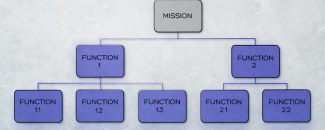 MISSION
FUNCTION
1
FUNCTION
2
FUNCTION
1.1
FUNCTION
1.2
FUNCTION
1.3
FUNCTION
2.1
FUNCTION
2.2